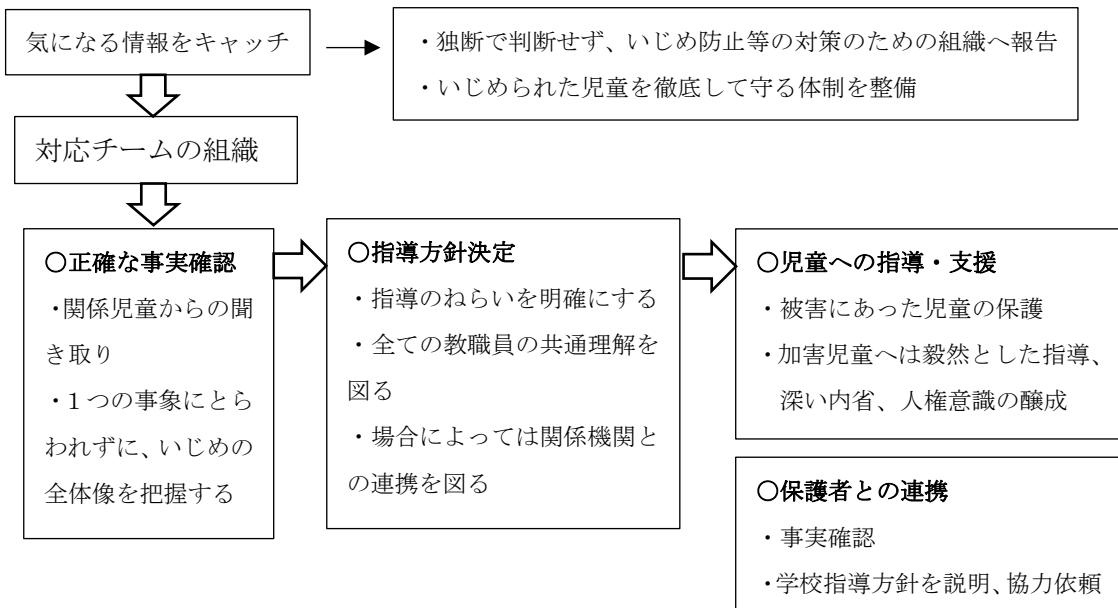 気になる情報をキャッチ
・独断で判断せず、いじめ防止等の対策のための組織へ報告
・いじめられた児童を徹底して守る体制を整備
対応チームの組織
〇正確な事実確認
・関係児童からの聞
き取り
・１つの事象にとら
われずに、いじめの
全体像を把握する
〇指導方針決定
・指導のねらいを明確にする
・全ての教職員の共通理解を
図る
・場合によっては関係機関と
の連携を図る
〇児童への指導・支援
・被害にあった児童の保護
・加害児童へは毅然とした指導、
深い内省、人権意識の醸成
〇保護者との連携
・事実確認
・学校指導方針を説明、協力依頼